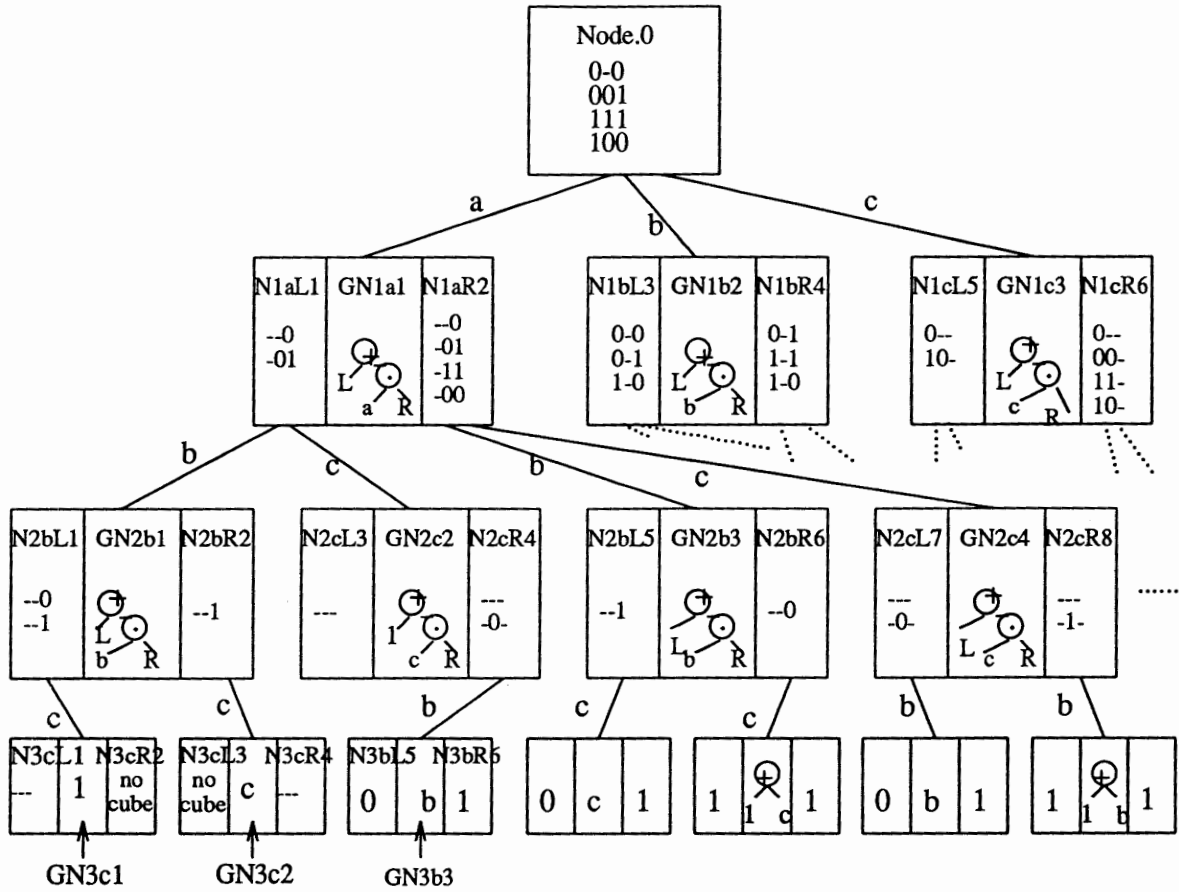 Node.0
0-0
001
111
100
a
b
c
N1aL1 GN1a1 N1aR2
--0
-01
L
a R
--0
-01
-11
-00
N1bL3 GN1b2 N1bR4
0-0
0-1
1-0
L
b R
0-1
1-1
1-0
N1cL5 GN1c3 N1cR6
0--
10-
L
c R
0--
00-
11-
10-
b
c
b
c
N2bL1 GN2b1 N2bR2
--0
--1
L
b R
--1
N2cL3 GN2c2 N2cR4
---
1
c R
---
-0-
N2bL5 GN2b3 N2bR6
--1
L
b R
--0
N2cL7 GN2c4 N2cR8
---
-0-
L
c R
---
-1-
c
c
b
c
c
b
b
N3cL1 N3cR2
--- 1 no
cube
N3cL3 N3cR4
no
cube c ---
N3bL5 N3bR6
0 b 1
0 c 1
1 1 c 1
0 b 1
1 1 b 1
GN3c1
GN3c2
GN3b3